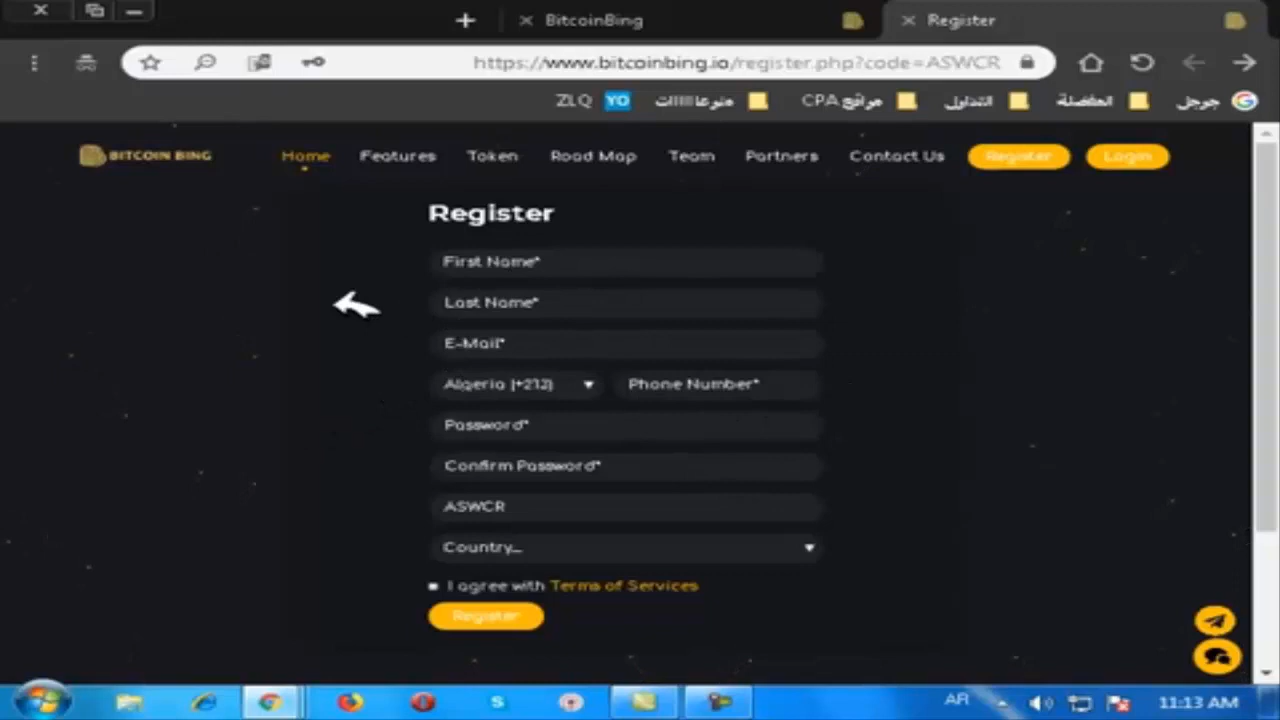 BitcoinBing
Register
https://www.bitcoinbing.io/register.php?code=ASWCR
جوجل
المفضلة
التداول
مواقع CPA
YO ZLQ
BITCOIN BING
Home Features Token Road Map Team Partners Contact Us Register Login
Register
First Name*
Last Name*
E-Mail*
Algeria (+213) Phone Number*
Password*
Confirm Password*
ASWCR
Country...
I agree with Terms of Services
Register
AR 11:13 AM